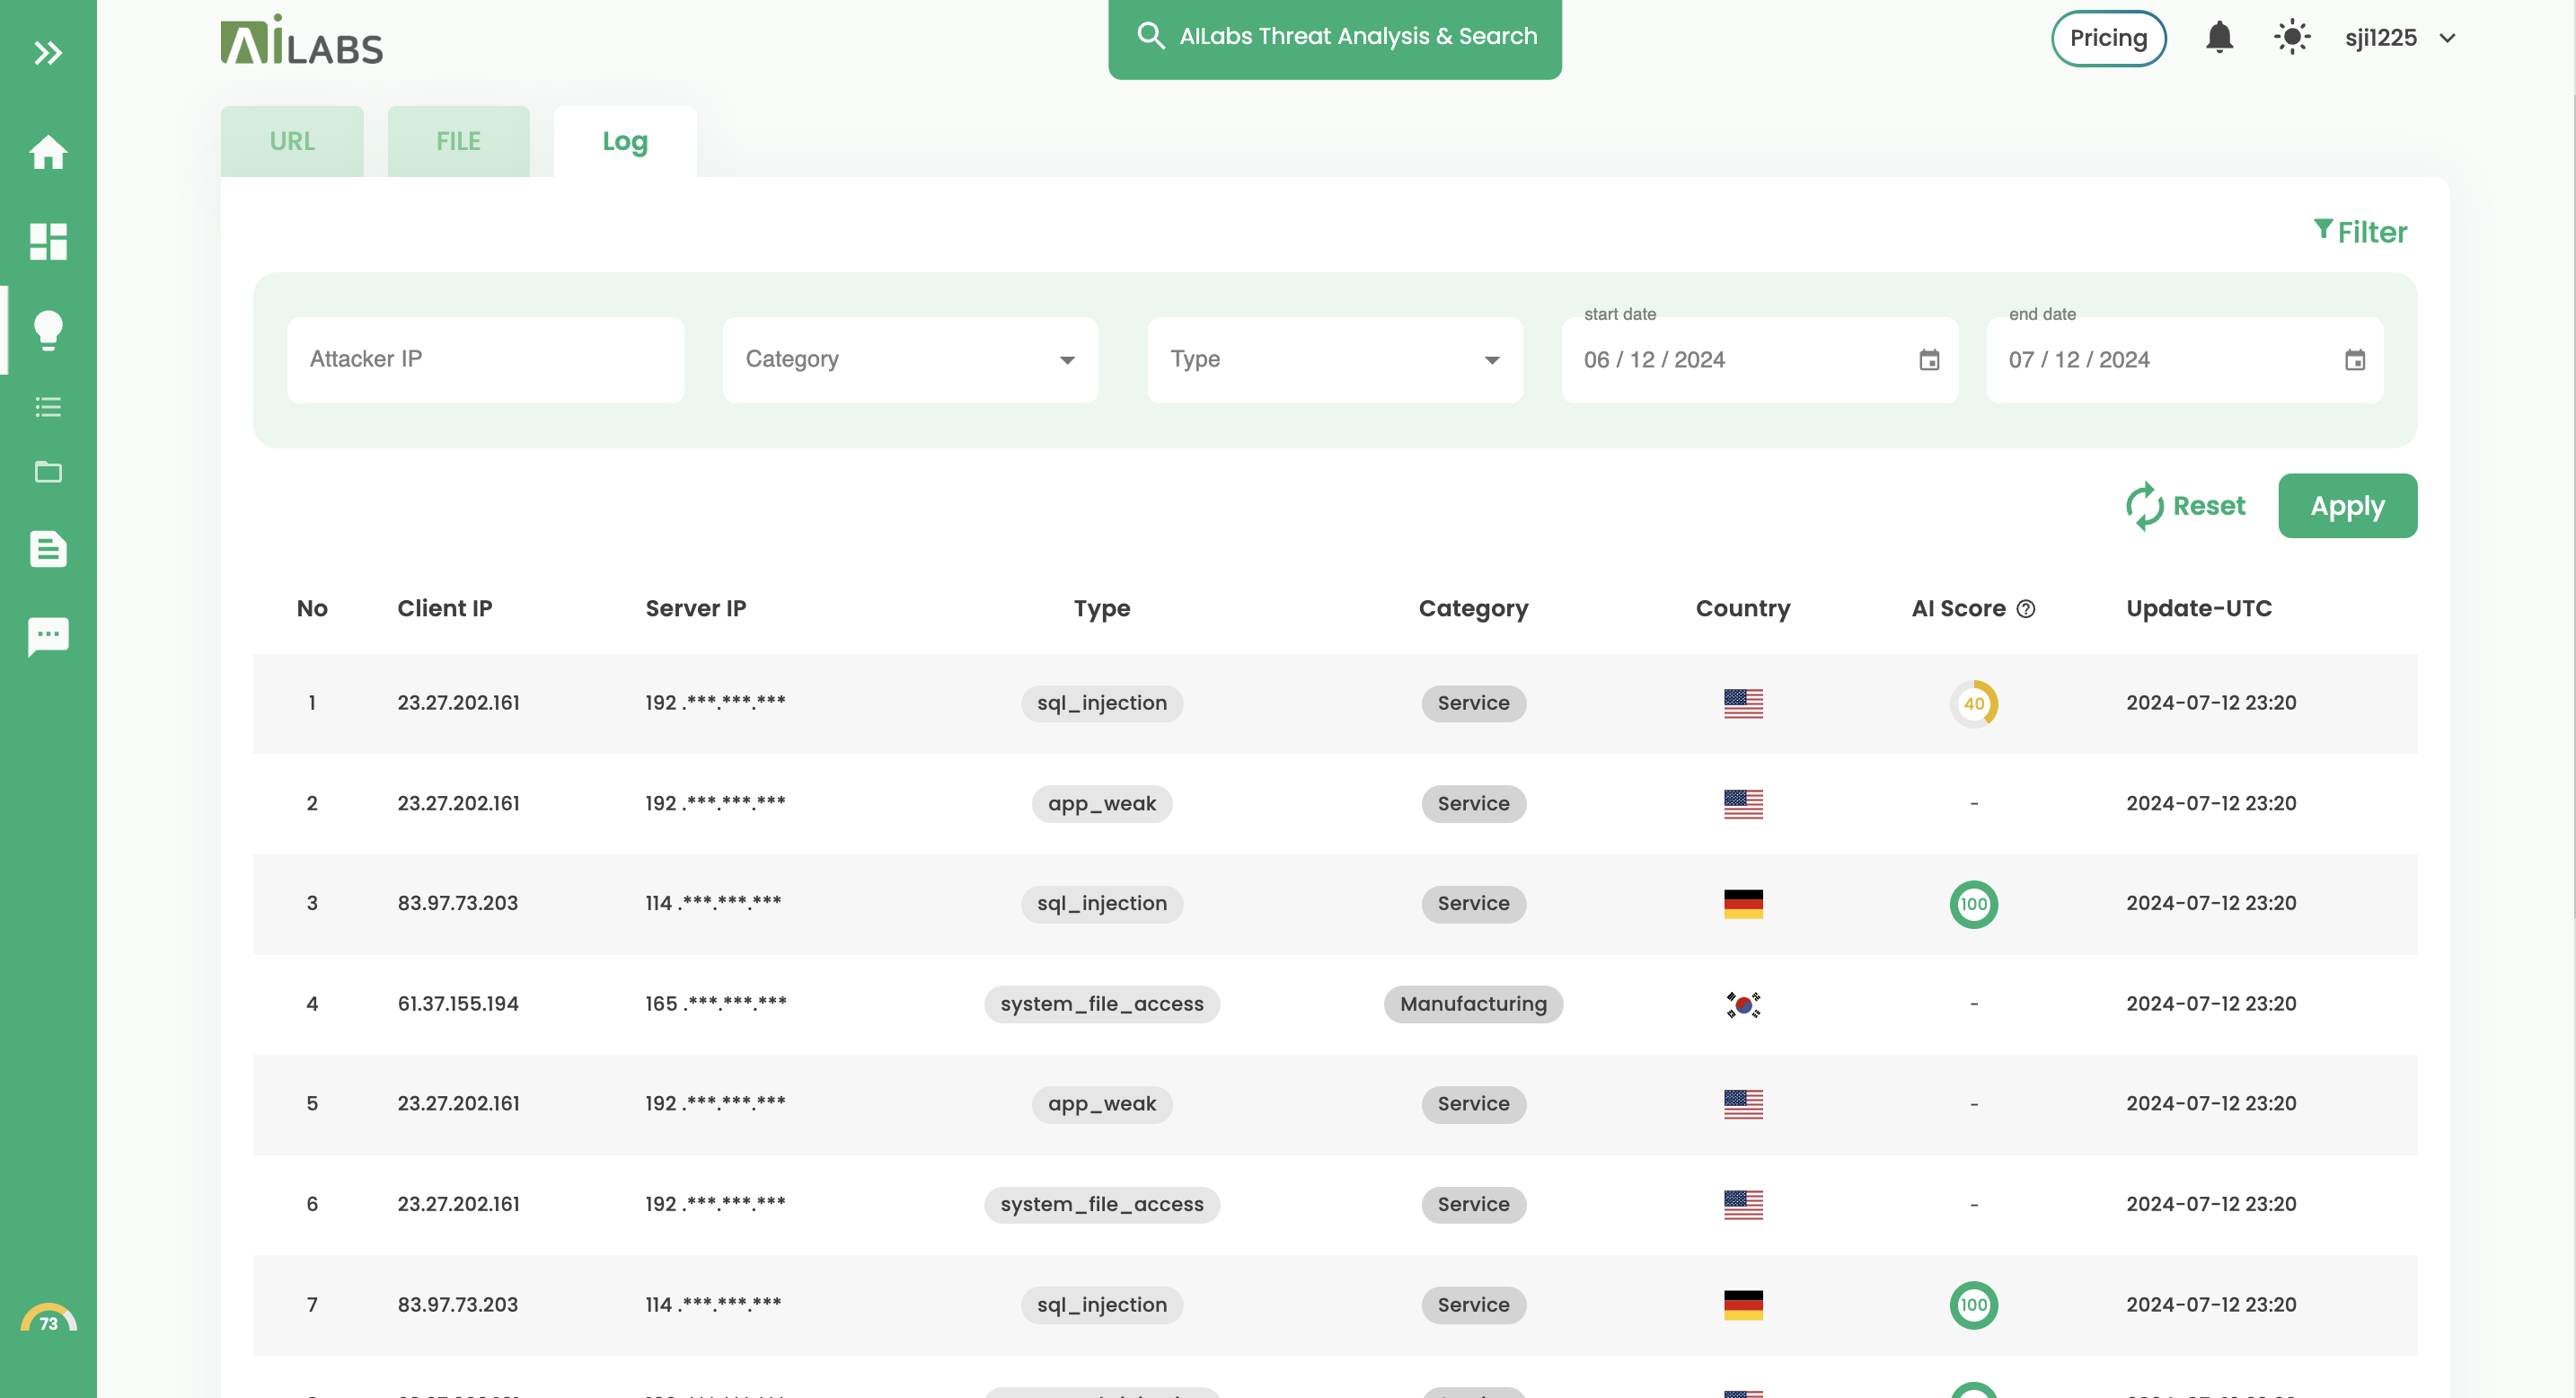 AiLABS
AILabs Threat Analysis & Search
Pricing
sji1225
URL
FILE
Log
Filter
start date
end date
Attacker IP
Category
Type
06 / 12 / 2024
07 / 12 / 2024
Reset
Apply
No Client IP Server IP Type Category Country AI Score ? Update-UTC
1 23.27.202.161 192 .***.***.*** sql_injection Service 40 2024-07-12 23:20
2 23.27.202.161 192 .***.***.*** app_weak Service - 2024-07-12 23:20
3 83.97.73.203 114 .***.***.*** sql_injection Service 100 2024-07-12 23:20
4 61.37.155.194 165 .***.***.*** system_file_access Manufacturing - 2024-07-12 23:20
5 23.27.202.161 192 .***.***.*** app_weak Service - 2024-07-12 23:20
6 23.27.202.161 192 .***.***.*** system_file_access Service - 2024-07-12 23:20
7 83.97.73.203 114 .***.***.*** sql_injection Service 100 2024-07-12 23:20
73